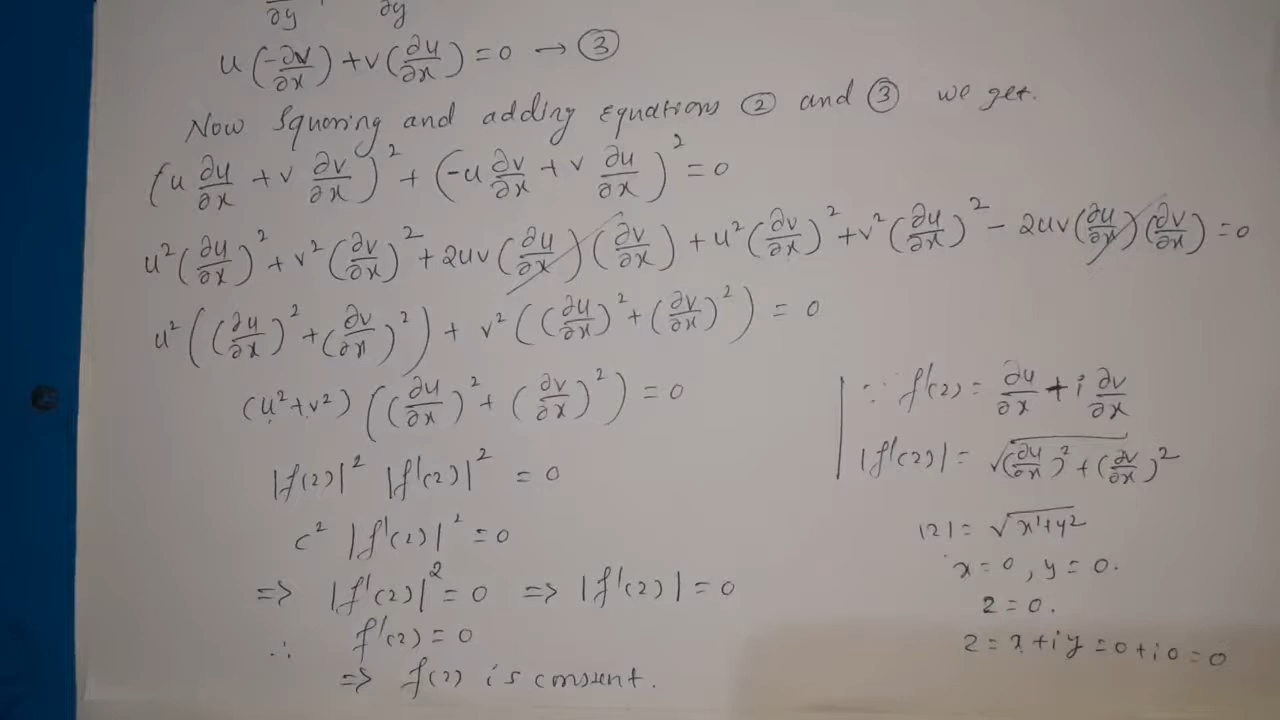 ∂y ∂y
u(-∂v/∂x) + v(∂u/∂x) = 0 → ③
Now Squaring and adding equations ② and ③ we get.
(u ∂u/∂x + v ∂v/∂x)² + (-u ∂v/∂x + v ∂u/∂x)² = 0
u²(∂u/∂x)² + v²(∂v/∂x)² + 2uv(∂u/∂x)(∂v/∂x) + u²(∂v/∂x)² + v²(∂u/∂x)² - 2uv(∂u/∂x)(∂v/∂x) = 0
u²((∂u/∂x)² + (∂v/∂x)²) + v²((∂u/∂x)² + (∂v/∂x)²) = 0
(u²+v²)((∂u/∂x)² + (∂v/∂x)²) = 0
|f(z)|² |f'(z)|² = 0
c² |f'(z)|² = 0
⇒ |f'(z)|² = 0 ⇒ |f'(z)| = 0
∴ f'(z) = 0
⇒ f(z) is consent.
∵ f'(z) = ∂u/∂x + i ∂v/∂x
|f'(z)| = √(∂u/∂x)² + (∂v/∂x)²
|z| = √x²+y²
x = 0, y = 0.
z = 0.
z = x + iy = 0 + i0 = 0